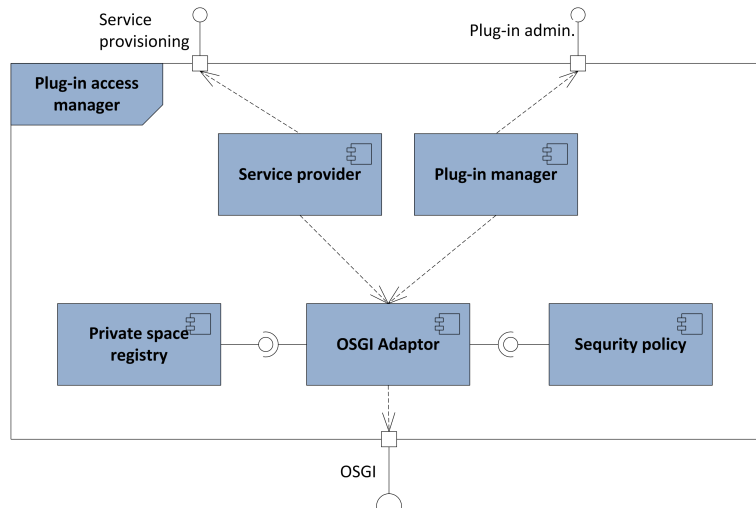 Service
provisioning
Plug-in admin.
Plug-in access
manager
Service provider
Plug-in manager
Private space
registry
OSGI Adaptor
Sequrity policy
OSGI